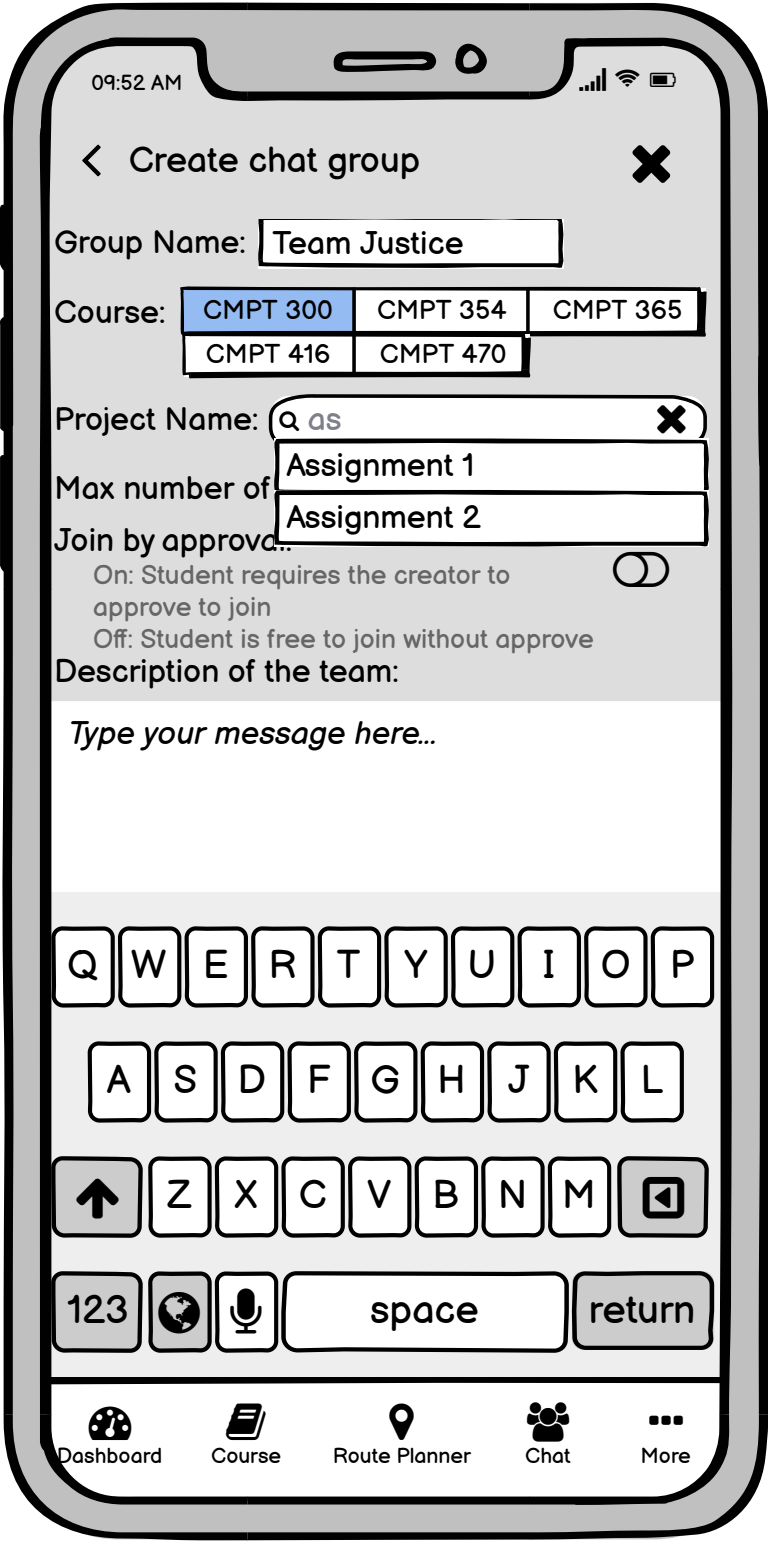 09:52 AM
Create chat group
Group Name: Team Justice
Course: CMPT 300 CMPT 354 CMPT 365
CMPT 416 CMPT 470
Project Name: as
Assignment 1
Max number of
Assignment 2
Join by approva..
On: Student requires the creator to
approve to join
Off: Student is free to join without approve
Description of the team:
Type your message here...
Q W E R T Y U I O P
A S D F G H J K L
Z X C V B N M
123 space return
Dashboard Course Route Planner Chat More